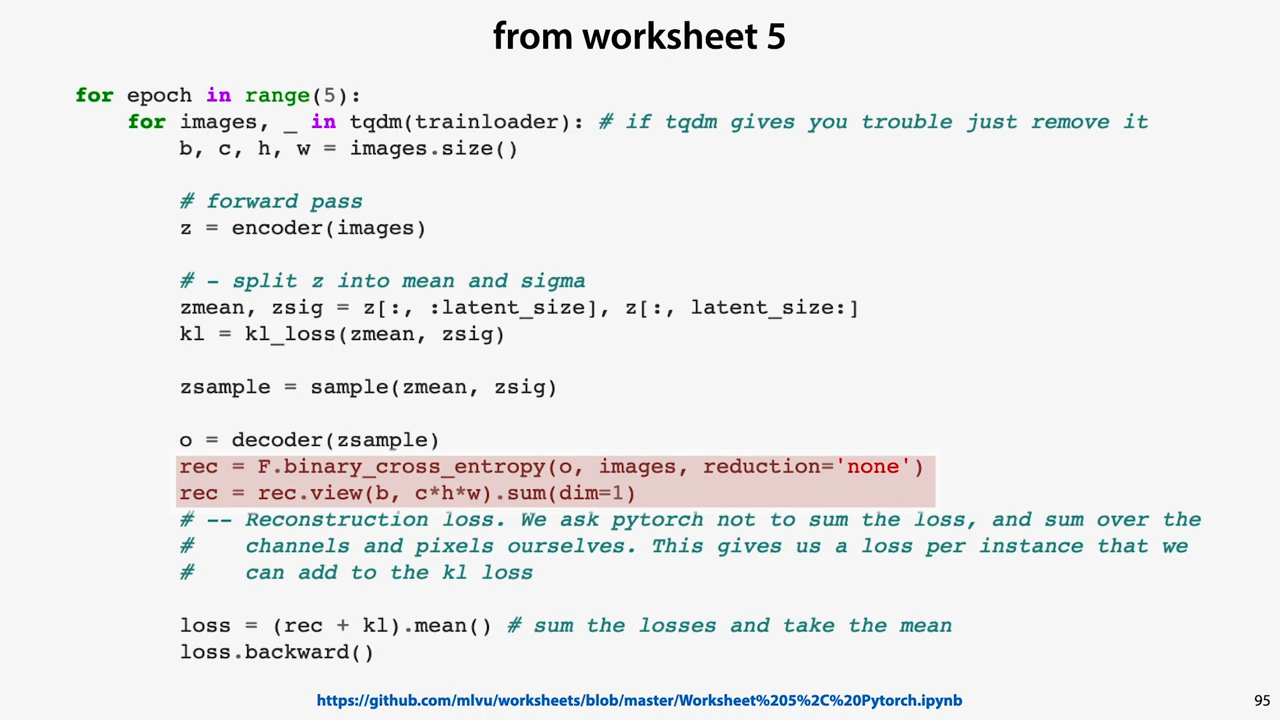 from worksheet 5
for epoch in range(5):
for images, _ in tqdm(trainloader): # if tqdm gives you trouble just remove it
b, c, h, w = images.size()
# forward pass
z = encoder(images)
# - split z into mean and sigma
zmean, zsig = z[:, :latent_size], z[:, latent_size:]
kl = kl_loss(zmean, zsig)
zsample = sample(zmean, zsig)
o = decoder(zsample)
rec = F.binary_cross_entropy(o, images, reduction='none')
rec = rec.view(b, c*h*w).sum(dim=1)
# -- Reconstruction loss. We ask pytorch not to sum the loss, and sum over the
# channels and pixels ourselves. This gives us a loss per instance that we
# can add to the kl loss
loss = (rec + kl).mean() # sum the losses and take the mean
loss.backward()
https://github.com/mlvu/worksheets/blob/master/Worksheet%205%2C%20Pytorch.ipynb
95